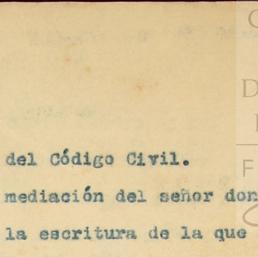 del Código Civil.
mediación del señor don
la escritura de la que